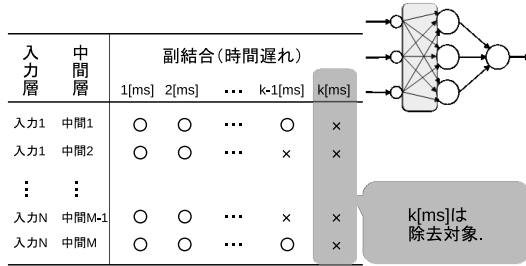 入力層 中間層 副結合(時間遅れ)
1[ms] 2[ms] … k-1[ms] k[ms]
入力1 中間1 ○ ○ … ○ ×
入力1 中間2 ○ ○ … × ×
⋮ ⋮
入力N 中間M-1 ○ ○ … × ×
入力N 中間M ○ ○ … ○ ×
k[ms]は
除去対象.